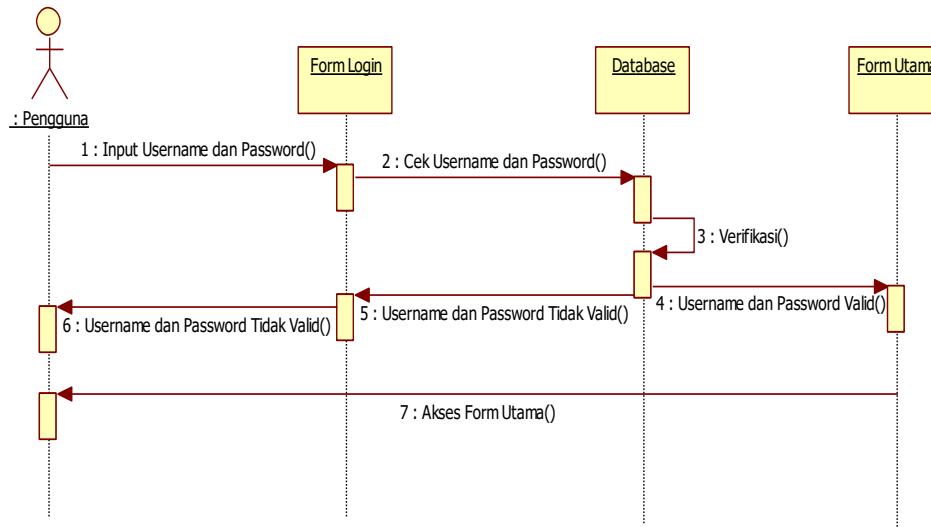 Form Login
Database
Form Utama
: Pengguna
1 : Input Username dan Password()
2 : Cek Username dan Password()
3 : Verifikasi()
4 : Username dan Password Valid()
5 : Username dan Password Tidak Valid()
6 : Username dan Password Tidak Valid()
7 : Akses Form Utama()